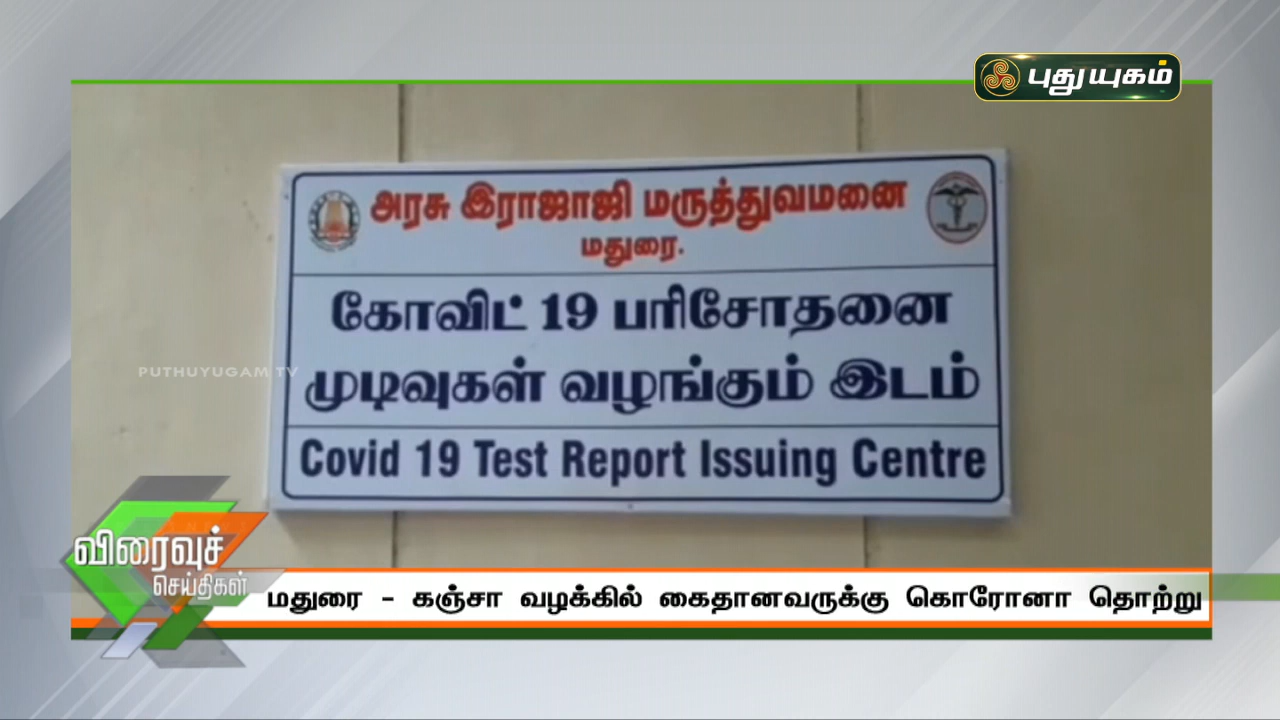 புதுயுகம்
அரசு இராஜாஜி மருத்துவமனை
மதுரை.
கோவிட் 19 பரிசோதனை
முடிவுகள் வழங்கும் இடம்
Covid 19 Test Report Issuing Centre
PUTHUYUGAM TV
விரைவுச்
செய்திகள்
மதுரை - கஞ்சா வழக்கில் கைதானவருக்கு கொரோனா தொற்று